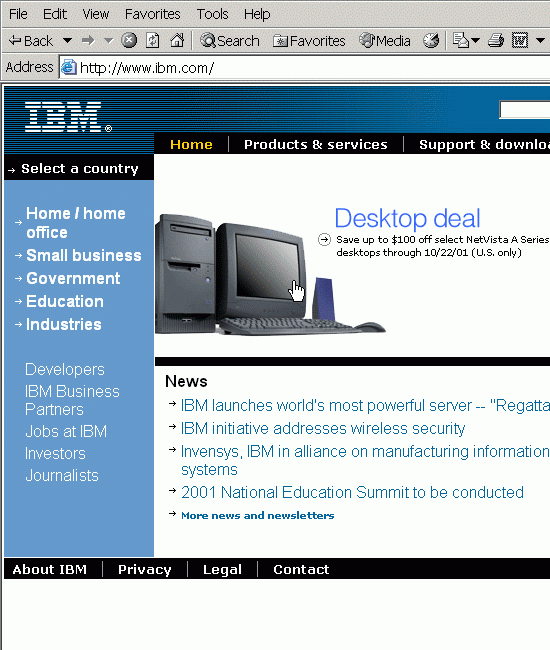 File Edit View Favorites Tools Help
Back Search Favorites Media
Address http://www.ibm.com/
IBM®
Home Products & services Support & downlo
Select a country
Home / home
office
Small business
Government
Education
Industries
Developers
IBM Business
Partners
Jobs at IBM
Investors
Journalists
Desktop deal
Save up to $100 off select NetVista A Series
desktops through 10/22/01 (U.S. only)
News
IBM launches world's most powerful server -- "Regatta
IBM initiative addresses wireless security
Invensys, IBM in alliance on manufacturing information
systems
2001 National Education Summit to be conducted
More news and newsletters
About IBM Privacy Legal Contact